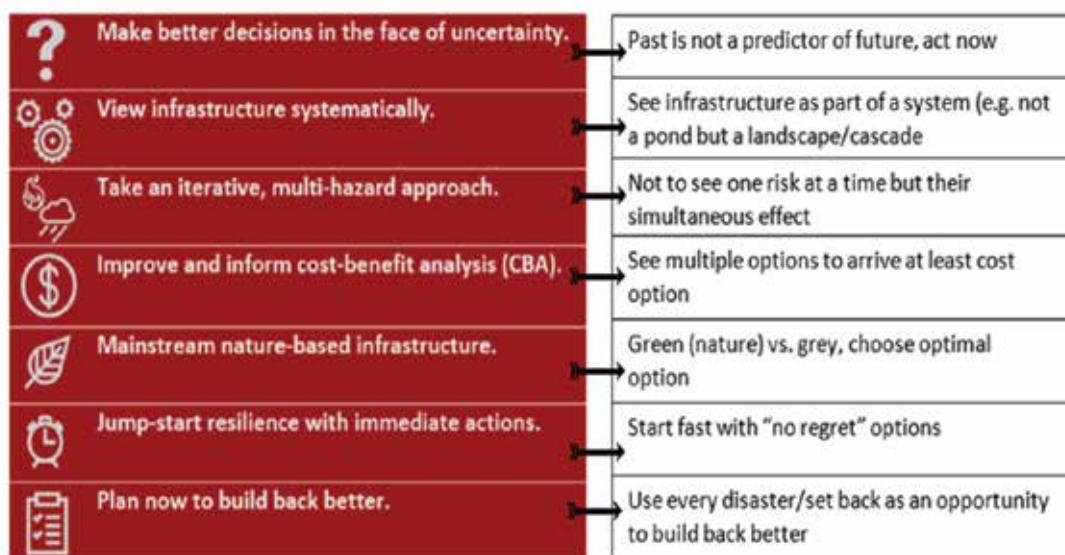 Make better decisions in the face of uncertainty.
Past is not a predictor of future, act now
View infrastructure systematically.
See infrastructure as part of a system (e.g. not
a pond but a landscape/cascade
Take an iterative, multi-hazard approach.
Not to see one risk at a time but their
simultaneous effect
Improve and inform cost-benefit analysis (CBA).
See multiple options to arrive at least cost
option
Mainstream nature-based infrastructure.
Green (nature) vs. grey, choose optimal
option
Jump-start resilience with immediate actions.
Start fast with “no regret” options
Plan now to build back better.
Use every disaster/set back as an opportunity
to build back better